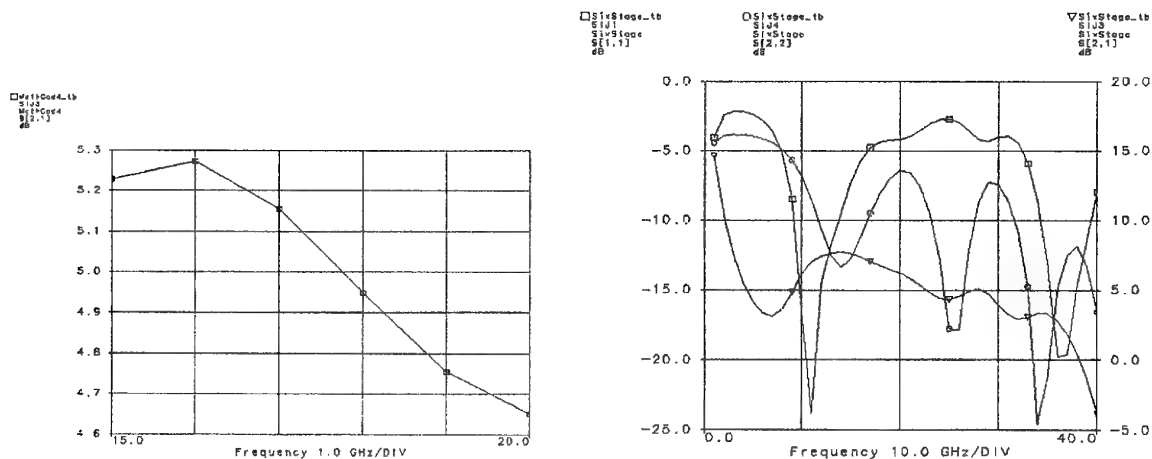 SixStage_tb
SIJ1
SixStage
S[1,1]
dB
SixStage_tb
SIJ4
SixStage
S[2,2]
dB
SixStage_tb
SIJ3
SixStage
S[2,1]
dB
SIJ3
S[2,1]
dB
5.3
5.2
5.1
5.0
4.9
4.8
4.7
4 6
15.0
20.0
Frequency 1.0 GHz/DIV
0.0
-5.0
-10.0
-15.0
-20.0
-25.0
20.0
15.0
10.0
5.0
0.0
-5.0
0.0
40.0
Frequency 10.0 GHz/DIV